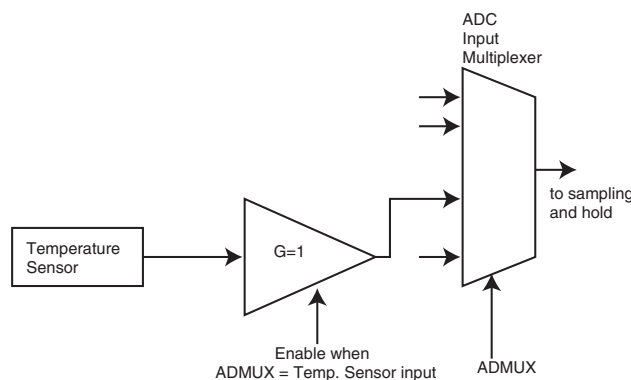 ADC
Input
Multiplexer
to sampling
and hold
Temperature
Sensor
G=1
Enable when
ADMUX = Temp. Sensor input
ADMUX